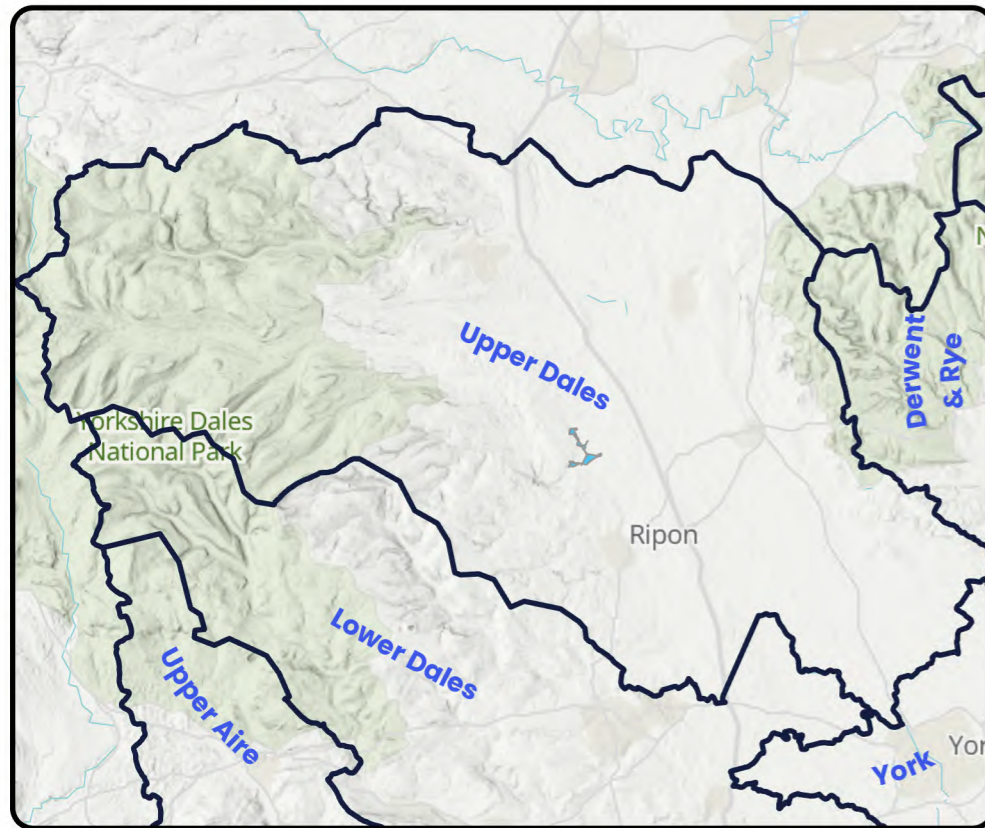 Upper Dales
Derwent
& Rye
Yorkshire Dales
National Park
Ripon
Lower Dales
Upper Aire
York
Yor
N